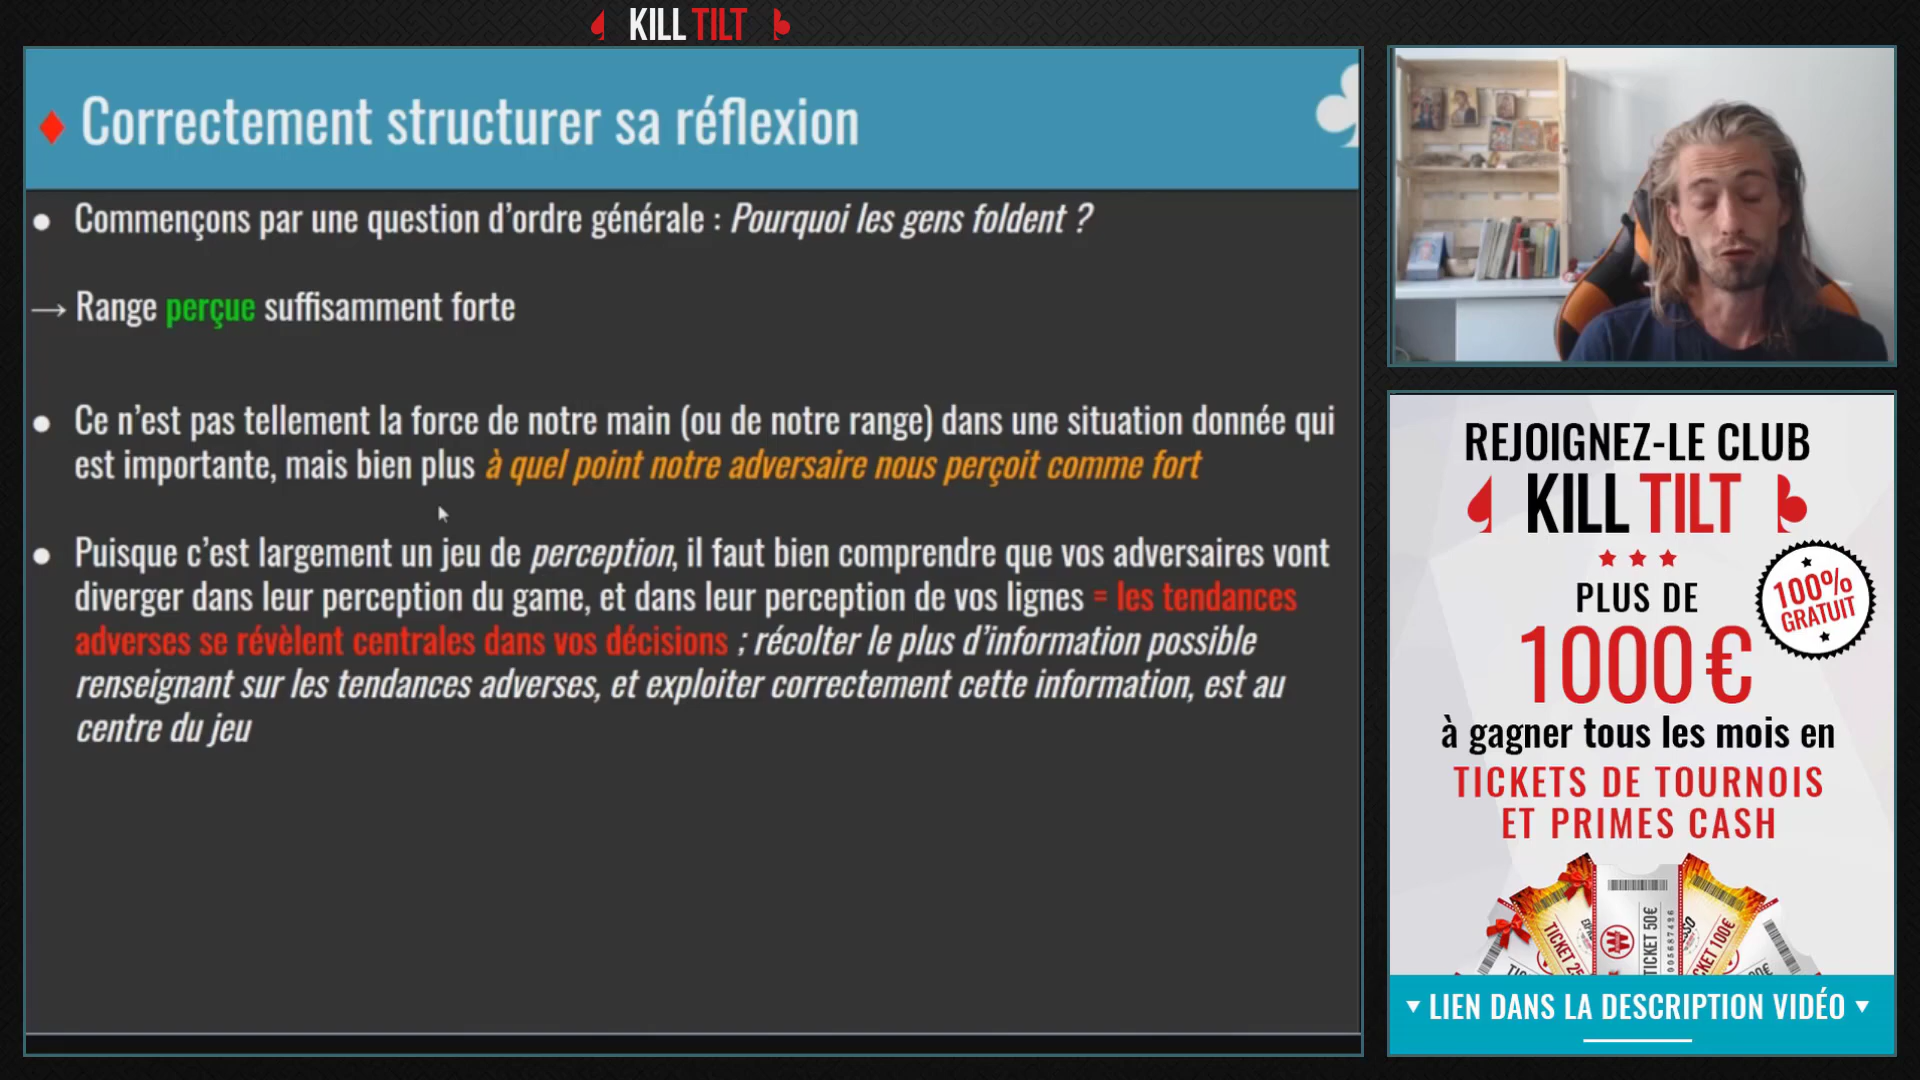 KILL TILT
Correctement structurer sa réflexion
● Commençons par une question d'ordre générale : Pourquoi les gens foldent ?
→ Range perçue suffisamment forte
● Ce n'est pas tellement la force de notre main (ou de notre range) dans une situation donnée qui
est importante, mais bien plus à quel point notre adversaire nous perçoit comme fort
● Puisque c'est largement un jeu de perception, il faut bien comprendre que vos adversaires vont
diverger dans leur perception du game, et dans leur perception de vos lignes = les tendances
adverses se révèlent centrales dans vos décisions ; récolter le plus d'information possible
renseignant sur les tendances adverses, et exploiter correctement cette information, est au
centre du jeu
REJOIGNEZ-LE CLUB
KILL TILT
PLUS DE
100%
GRATUIT
1000 €
à gagner tous les mois en
TICKETS DE TOURNOIS
ET PRIMES CASH
TICKET 50€
TICKET 100€
LIEN DANS LA DESCRIPTION VIDÉO